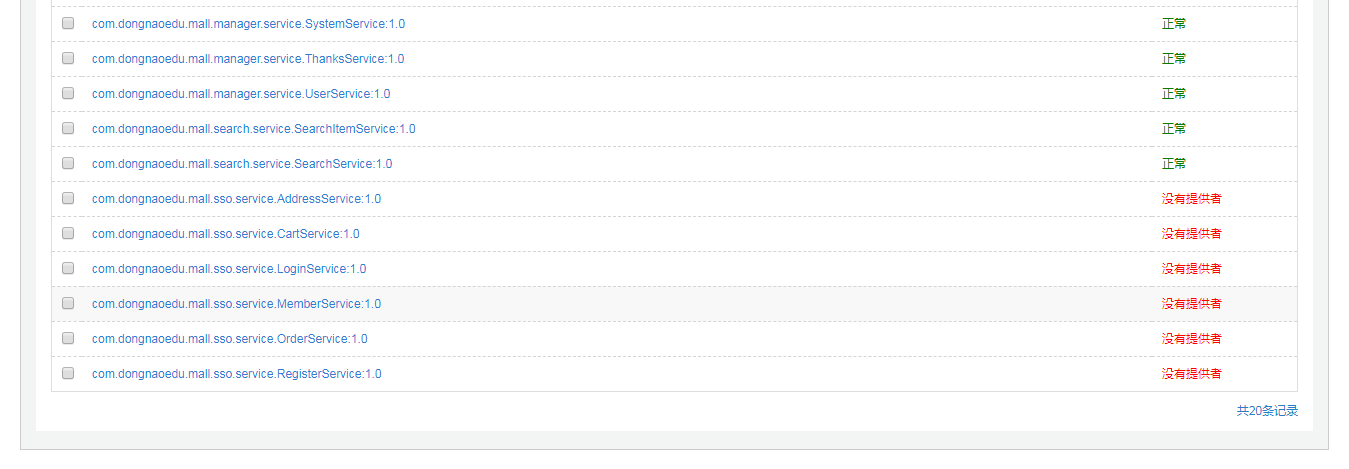 com.dongnaoedu.mall.manager.service.SystemService:1.0 正常
com.dongnaoedu.mall.manager.service.ThanksService:1.0 正常
com.dongnaoedu.mall.manager.service.UserService:1.0 正常
com.dongnaoedu.mall.search.service.SearchItemService:1.0 正常
com.dongnaoedu.mall.search.service.SearchService:1.0 正常
com.dongnaoedu.mall.sso.service.AddressService:1.0 没有提供者
com.dongnaoedu.mall.sso.service.CartService:1.0 没有提供者
com.dongnaoedu.mall.sso.service.LoginService:1.0 没有提供者
com.dongnaoedu.mall.sso.service.MemberService:1.0 没有提供者
com.dongnaoedu.mall.sso.service.OrderService:1.0 没有提供者
com.dongnaoedu.mall.sso.service.RegisterService:1.0 没有提供者
共20条记录